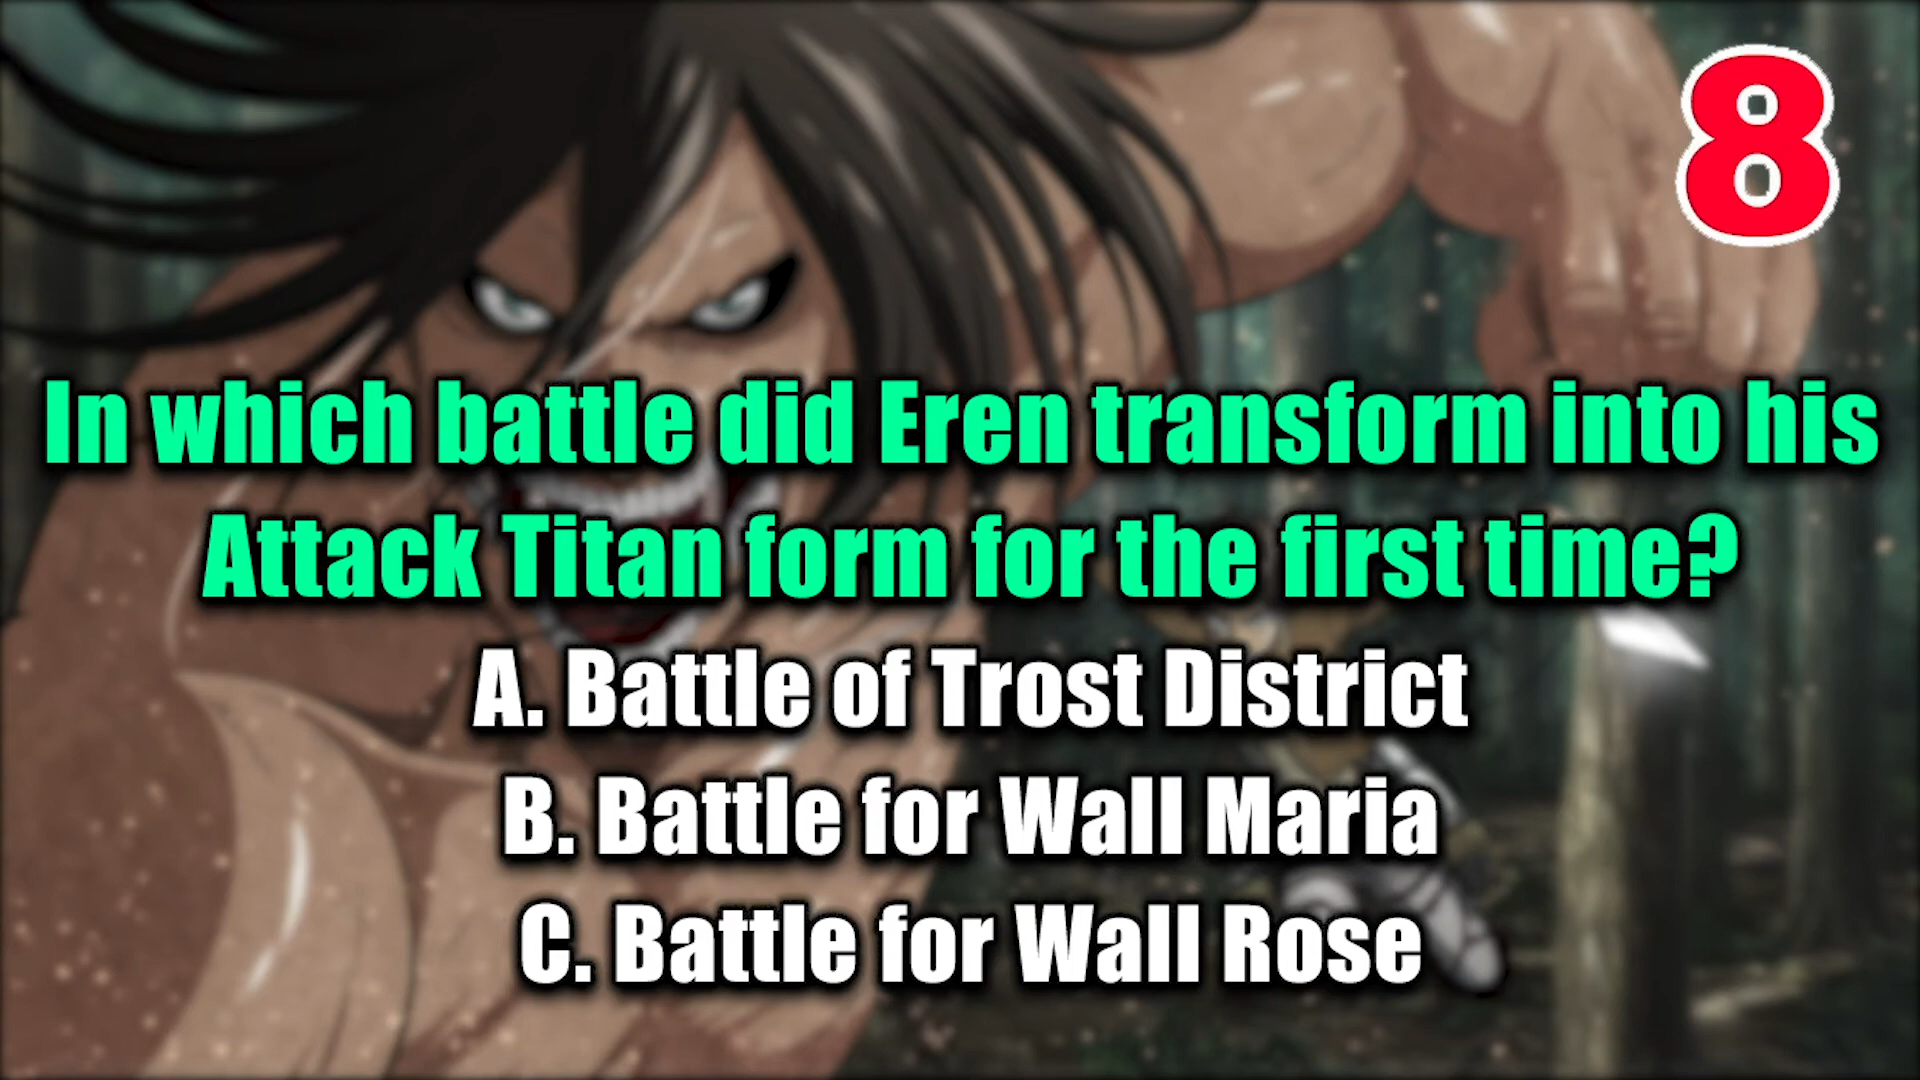 8
In which battle did Eren transform into his
Attack Titan form for the first time?
A. Battle of Trost District
B. Battle for Wall Maria
C. Battle for Wall Rose